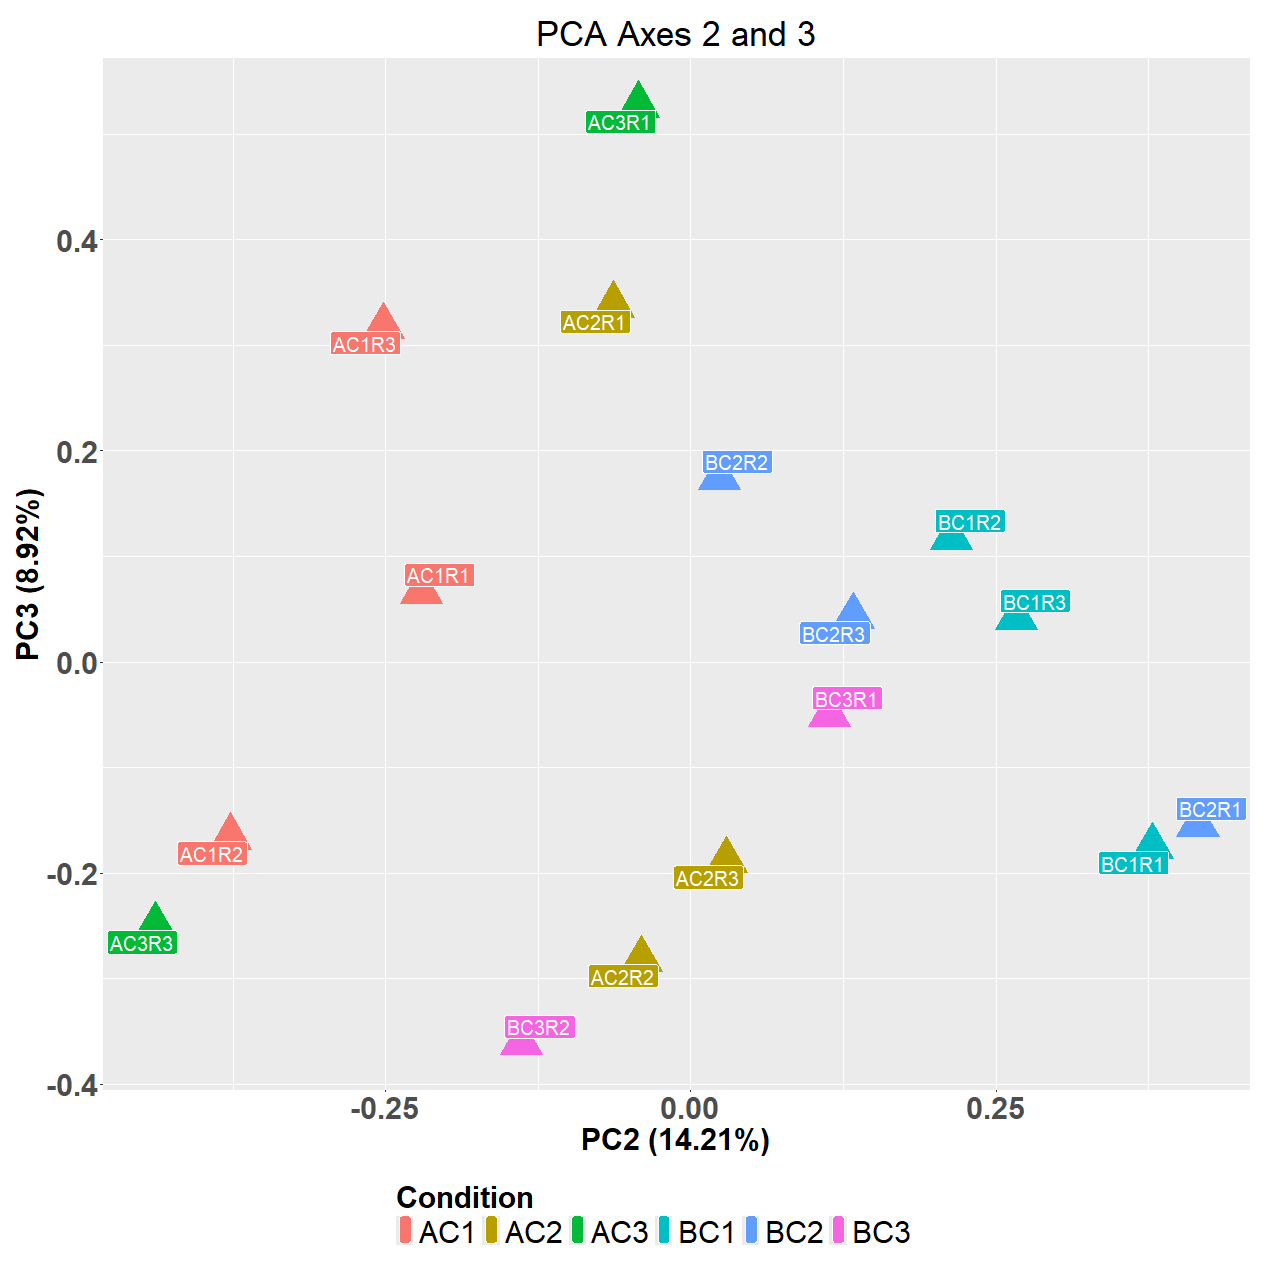 PCA Axes 2 and 3
AC3R1
0.4
AC2R1
AC1R3
0.2
BC2R2
BC1R2
AC1R1
BC1R3
BC2R3
0.0
BC3R1
PC3 (8.92%)
BC2R1
AC1R2
BC1R1
-0.2
AC2R3
AC3R3
AC2R2
BC3R2
-0.4
-0.25 0.00 0.25
PC2 (14.21%)
Condition
AC1 AC2 AC3 BC1 BC2 BC3